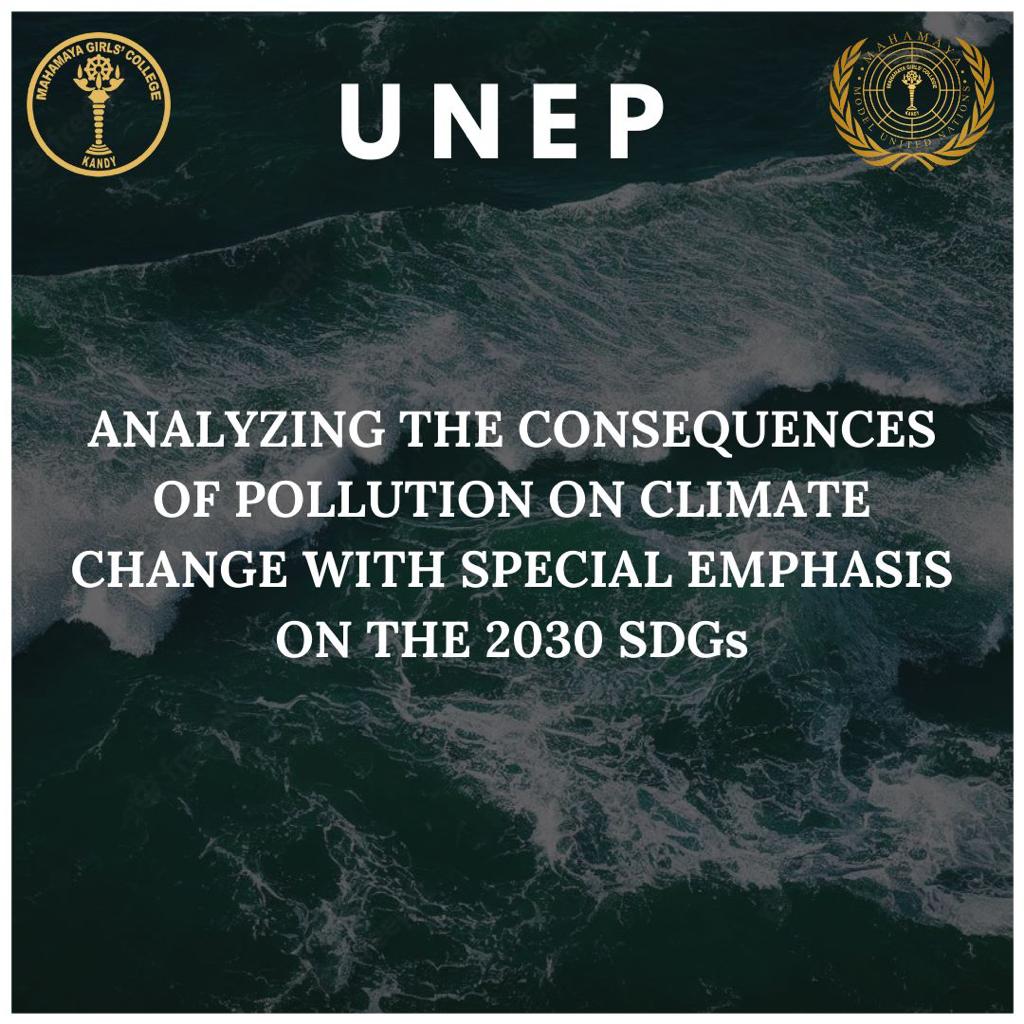 MAHAMAYA GIRLS' COLLEGE
KANDY
UNEP
MAHAMAYA
MAHAMAYA GIRLS' COLLEGE
KANDY
MODEL UNITED NATIONS
ANALYZING THE CONSEQUENCES
OF POLLUTION ON CLIMATE
CHANGE WITH SPECIAL EMPHASIS
ON THE 2030 SDGs